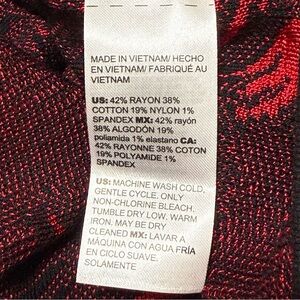 MADE IN VIETNAM/ HECHO
EN VIETNAM/ FABRIQUÉ AU
VIETNAM
US: 42% RAYON 38%
COTTON 19% NYLON 1%
SPANDEX MX: 42% rayón
38% ALGODÓN 19%
poliamida 1% elastano CA:
42% RAYONNE 38% COTON
19% POLYAMIDE 1%
SPANDEX
US: MACHINE WASH COLD,
GENTLE CYCLE, ONLY
NON-CHLORINE BLEACH,
TUMBLE DRY LOW, WARM
IRON, MAY BE DRY
CLEANED MX: LAVAR A
MÁQUINA CON AGUA FRÍA
EN CICLO SUAVE,
SOLAMENTE